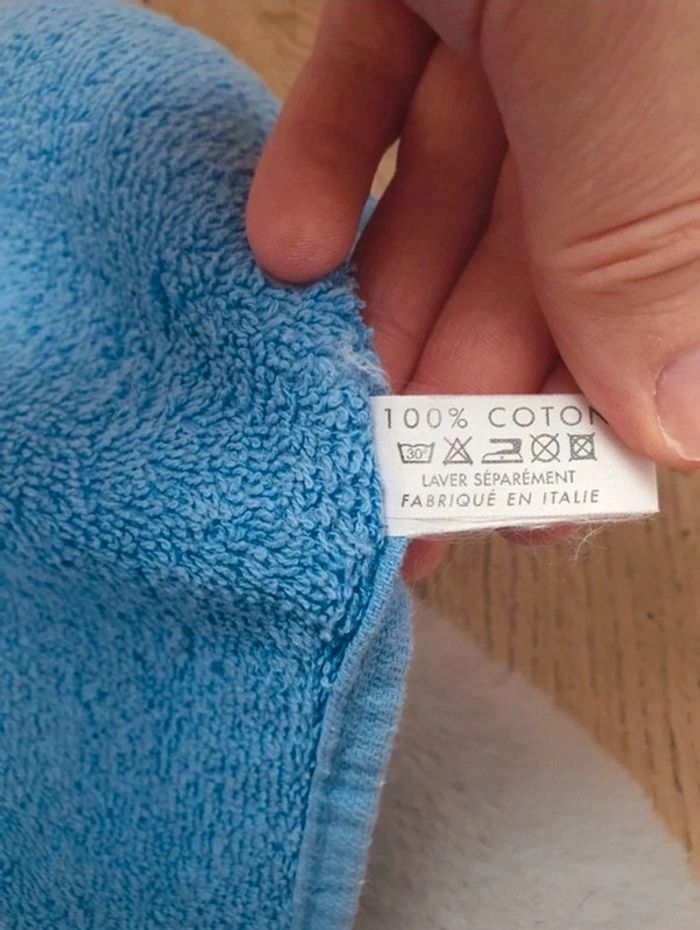 100% COTON
30°
LAVER SÉPARÉMENT
FABRIQUÉ EN ITALIE